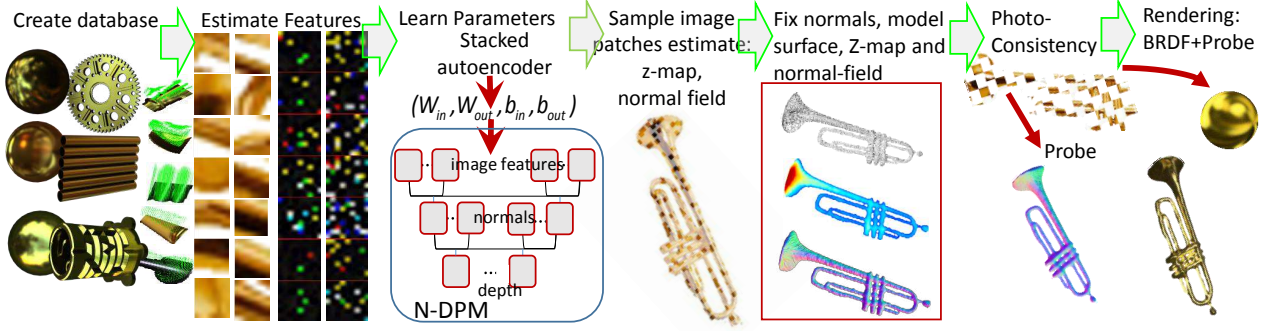 Create database
Estimate Features
Learn Parameters
Stacked
autoencoder
(W_in, W_out, b_in, b_out)
image features
normals
depth
N-DPM
Sample image
patches estimate:
z-map,
normal field
Fix normals, model
surface, Z-map and
normal-field
Photo-
Consistency
Probe
Rendering:
BRDF+Probe